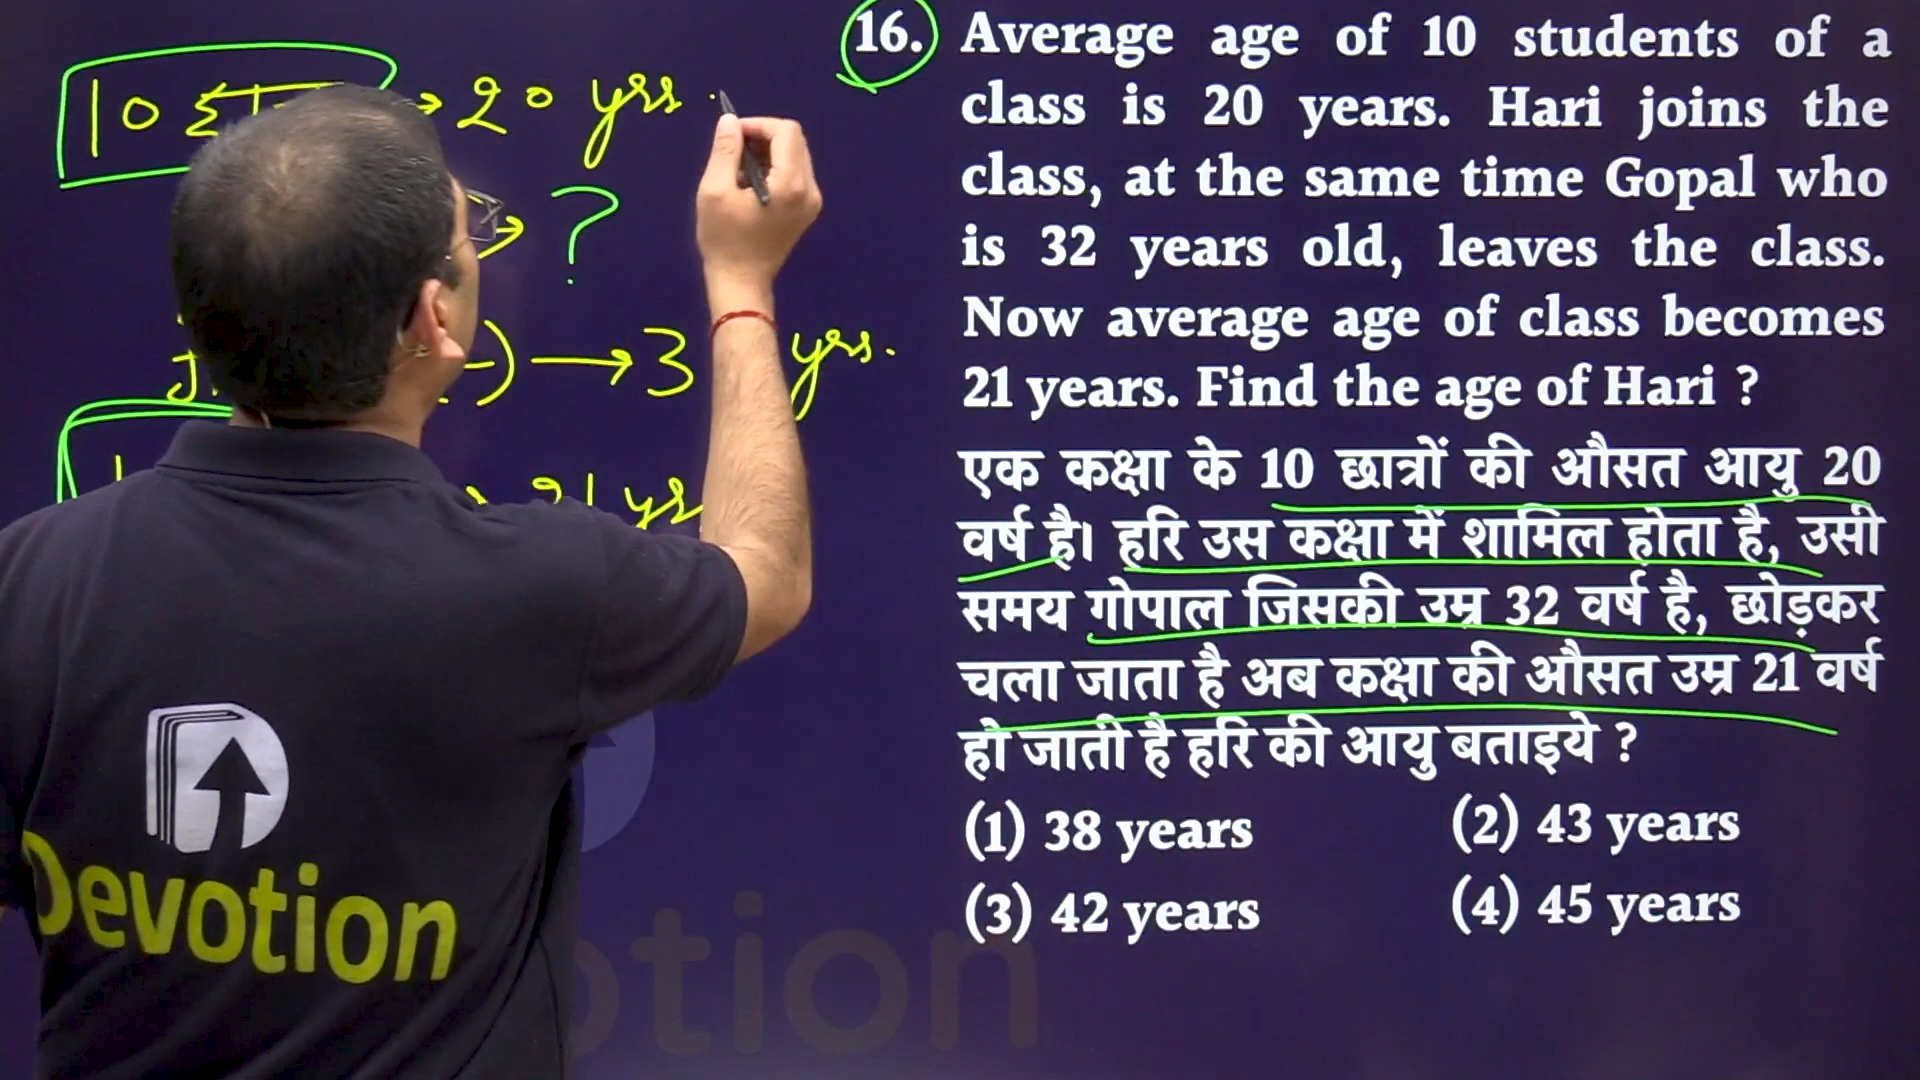 16. Average age of 10 students of a
class is 20 years. Hari joins the
class, at the same time Gopal who
is 32 years old, leaves the class.
Now average age of class becomes
21 years. Find the age of Hari ?
एक कक्षा के 10 छात्रों की औसत आयु 20
वर्ष है। हरि उस कक्षा में शामिल होता है, उसी
समय गोपाल जिसकी उम्र 32 वर्ष है, छोड़कर
चला जाता है अब कक्षा की औसत उम्र 21 वर्ष
हो जाती है हरि की आयु बताइये ?
(1) 38 years (2) 43 years
(3) 42 years (4) 45 years
10 → 20 yrs.
→ ?
(-) → 3 yrs.
21 yr
Devotion
otion